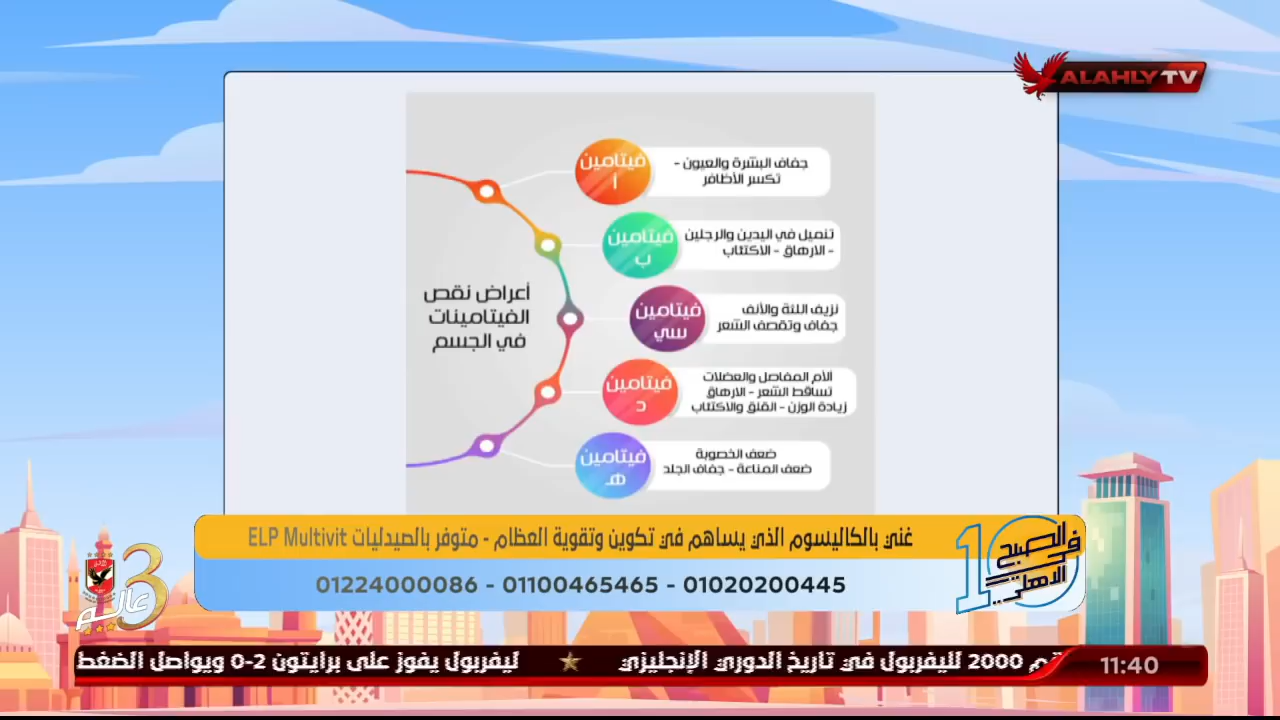 ALAHLY TV
أعراض نقص
الفيتامينات
في الجسم
فيتامين
ا
جفاف البشرة والعيون -
تكسر الأظافر
فيتامين
ب
تنميل في اليدين والرجلين
- الارهاق - الاكتئاب
فيتامين
سي
نزيف اللثة والأنف
جفاف وتقصف الشعر
فيتامين
د
آلام المفاصل والعضلات
تساقط الشعر - الارهاق
زيادة الوزن - القلق والاكتئاب
فيتامين
هـ
ضعف الخصوبة
ضعف المناعة - جفاف الجلد
غني بالكاليسوم الذي يساهم في تكوين وتقوية العظام - متوفر بالصيدليات ELP Multivit
01224000086 - 01100465465 - 01020200445
10
الصبح
في
الأهلي..
3
عالم
2000 لليفربول في تاريخ الدوري الإنجليزي ★ ليفربول يفوز على برايتون 2-0 ويواصل الضغط
11:40